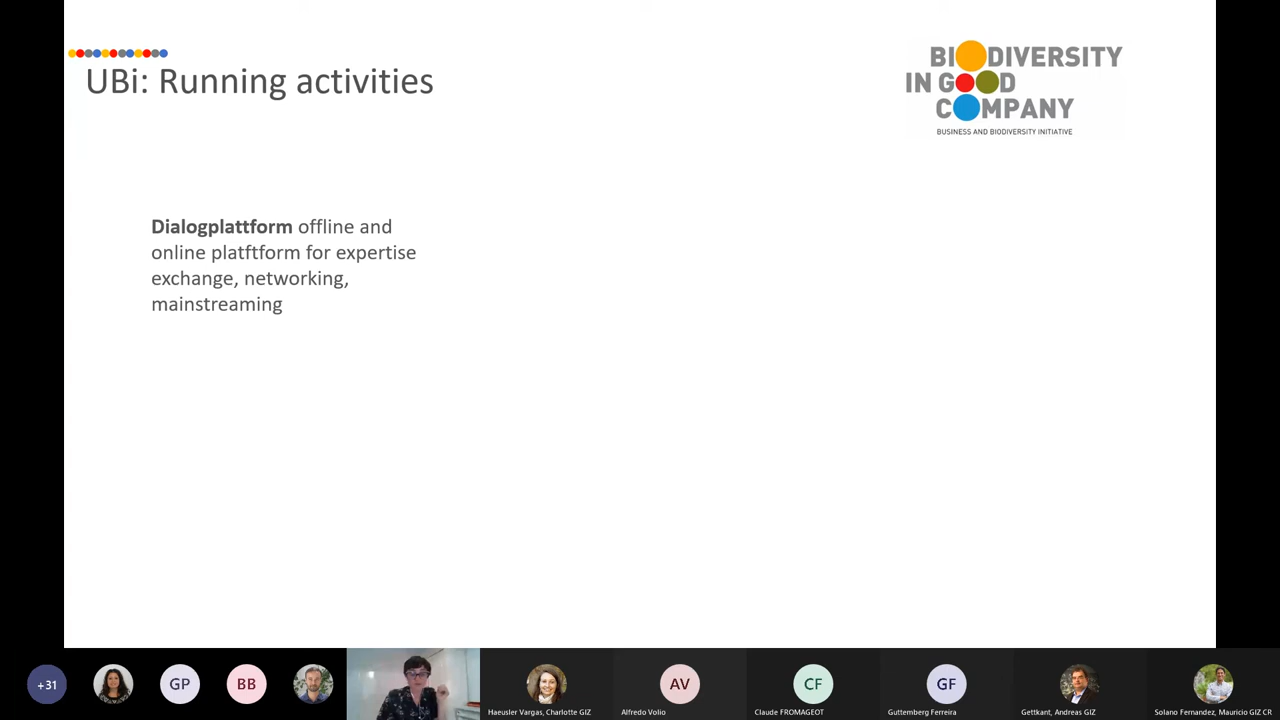 UBi: Running activities
BIODIVERSITY
IN GOOD
COMPANY
BUSINESS AND BIODIVERSITY INITIATIVE
Dialogplattform offline and
online platftform for expertise
exchange, networking,
mainstreaming
+31
GP
BB
AV
CF
GF
Haeusler Vargas, Charlotte GIZ
Alfredo Volio
Claude FROMAGEOT
Guttemberg Ferreira
Gettkant, Andreas GIZ
Solano Fernandez, Mauricio GIZ CR